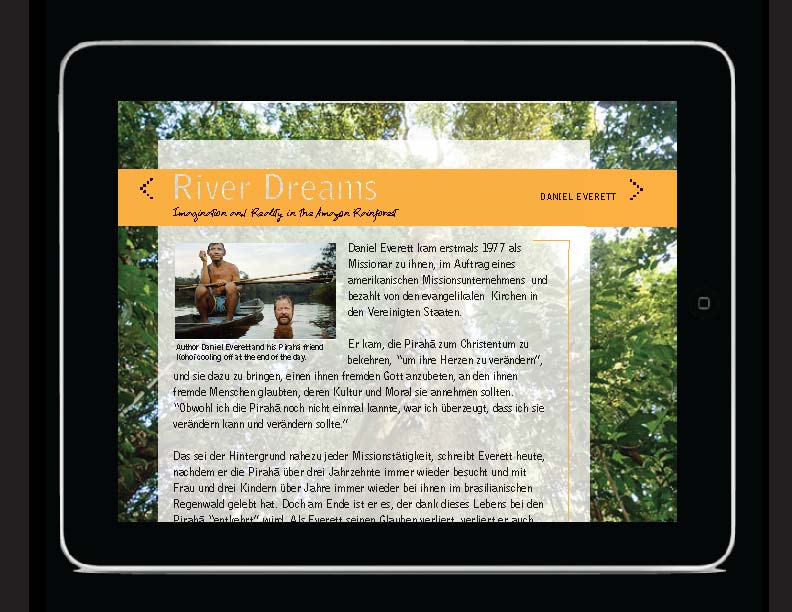 River Dreams
Imagination and Reality in the Amazon Rainforest
DANIEL EVERETT
Author Daniel Everett and his Pirahã friend
Kohoí cooling off at the end of the day.
Daniel Everett kam erstmals 1977 als
Missionar zu ihnen, im Auftrag eines
amerikanischen Missionsunternehmens und
bezahlt von den evangelikalen Kirchen in
den Vereinigten Staaten.
Er kam, die Pirahã zum Christentum zu
bekehren, “um ihre Herzen zu verändern”,
und sie dazu zu bringen, einen ihnen fremden Gott anzubeten, an den ihnen
fremde Menschen glaubten, deren Kultur und Moral sie annehmen sollten.
“Obwohl ich die Pirahã noch nicht einmal kannte, war ich überzeugt, dass ich sie
verändern kann und verändern sollte.”
Das sei der Hintergrund nahezu jeder Missionstätigkeit, schreibt Everett heute,
nachdem er die Pirahã über drei Jahrzehnte immer wieder besucht und mit
Frau und drei Kindern über Jahre immer wieder bei ihnen im brasilianischen
Regenwald gelebt hat. Doch am Ende ist er es, der dank dieses Lebens bei den
Pirahã “entkehrt” wird. Als Everett seinen Glauben verliert, verliert er auch